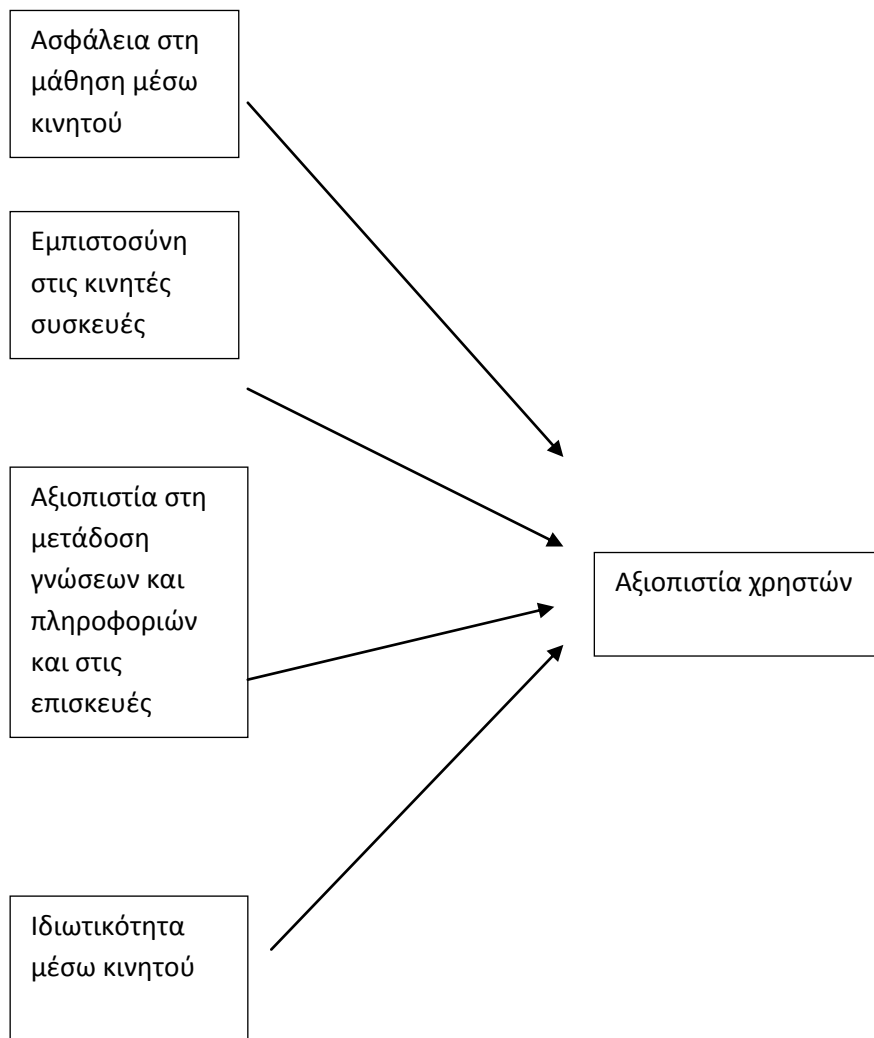 Ασφάλεια στη
μάθηση μέσω
κινητού
Εμπιστοσύνη
στις κινητές
συσκευές
Αξιοπιστία στη
μετάδοση
γνώσεων και
πληροφοριών
και στις
επισκευές
Αξιοπιστία χρηστών
Ιδιωτικότητα
μέσω κινητού